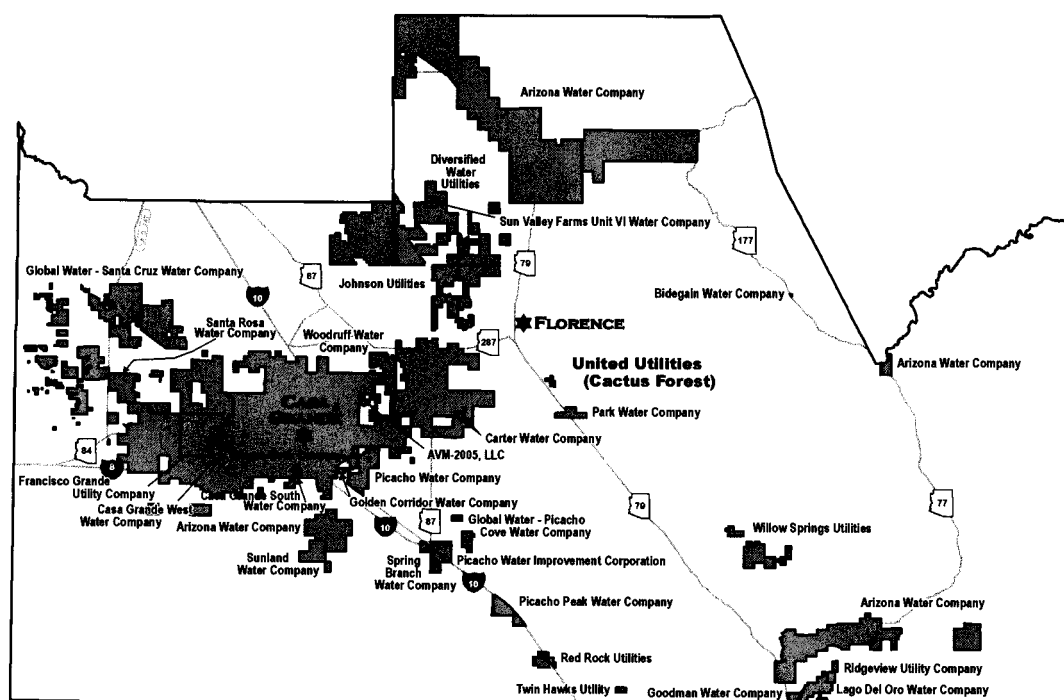 Arizona Water Company
Diversified
Water
Utilities
Sun Valley Farms Unit VI Water Company
177
79
Global Water - Santa Cruz Water Company
87
10
Johnson Utilities
Bidegain Water Company
Santa Rosa
Water Company
Woodruff Water
Company
287
FLORENCE
United Utilities
(Cactus Forest)
Arizona Water Company
CASA
GRANDE
Park Water Company
Carter Water Company
AVM-2005, LLC
84
8
Francisco Grande
Utility Company
Picacho Water Company
Casa Grande West
Water Company
Casa Grande South
Water Company
Golden Corridor Water Company
79
77
Arizona Water Company
10
87
Global Water - Picacho
Cove Water Company
Willow Springs Utilities
Sunland
Water Company
Spring
Branch
Water Company
Picacho Water Improvement Corporation
10
Picacho Peak Water Company
Arizona Water Company
Red Rock Utilities
Ridgeview Utility Company
Twin Hawks Utility
Goodman Water Company
Lago Del Oro Water Company